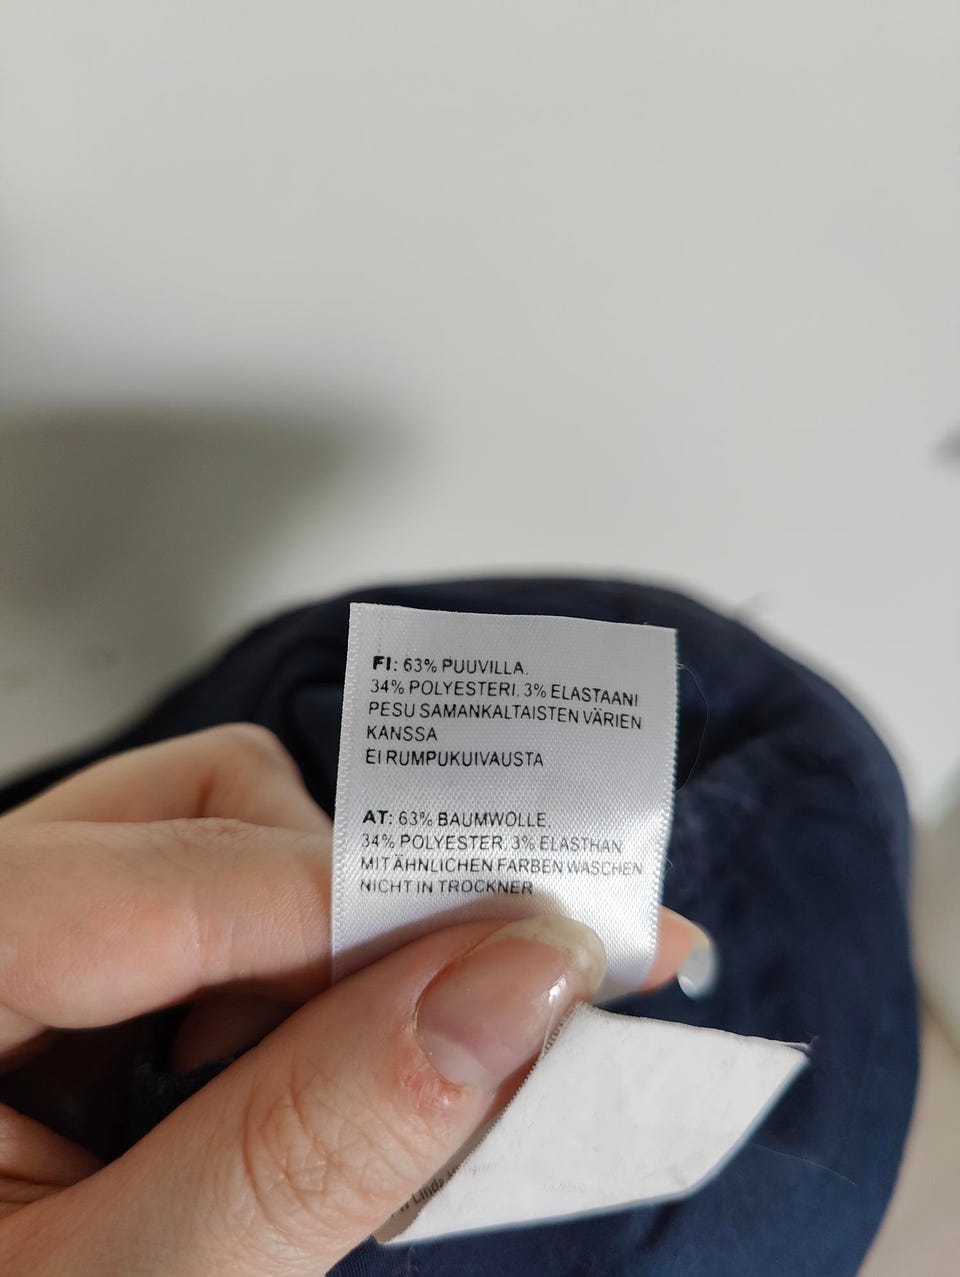 FI: 63% PUUVILLA,
34% POLYESTERI, 3% ELASTAANI
PESU SAMANKALTAISTEN VÄRIEN
KANSSA
EI RUMPUKUIVAUSTA
AT: 63% BAUMWOLLE,
34% POLYESTER, 3% ELASTHAN
MIT ÄHNLICHEN FARBEN WASCHEN
NICHT IN TROCKNER